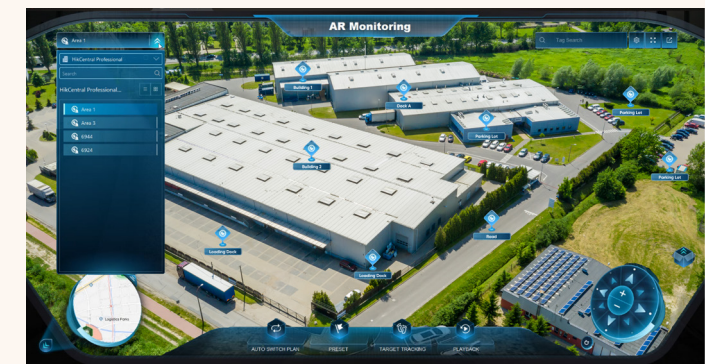 AR Monitoring
Area 1
Tag Search
HikCentral Professional
Search
HikCentral Professional...
Area 1
Area 3
6944
6924
Building 1
Dock A
Parking Lot
Parking Lot
Parking Lot
Building 2
Road
Loading Dock
Loading Dock
Logistics Parks
AUTO SWITCH PLAN
PRESET
TARGET TRACKING
PLAYBACK